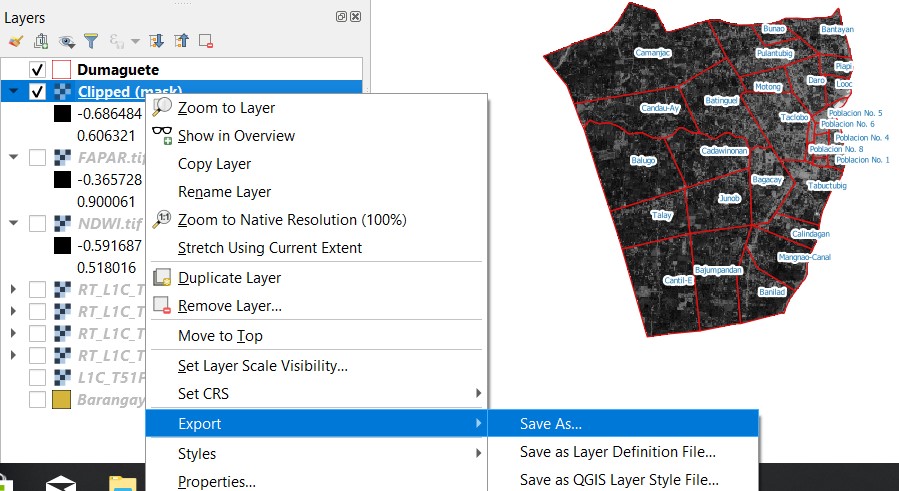 Layers
Dumaguete
Clipped (mask)
-0.686484
0.606321
FAPAR.tif
-0.365728
0.900061
NDWI.tif
-0.591687
0.518016
RT_L1C_T
RT_L1C_T
RT_L1C_T
RT_L1C_T
L1C_T51P
Barangay
Zoom to Layer
Show in Overview
Copy Layer
Rename Layer
Zoom to Native Resolution (100%)
Stretch Using Current Extent
Duplicate Layer
Remove Layer...
Move to Top
Set Layer Scale Visibility...
Set CRS
Export
Styles
Properties...
Save As...
Save as Layer Definition File...
Save as QGIS Layer Style File...
Bunao
Bantayan
Camanjac
Pulantubig
Piapi
Daro
Looc
Motong
Batinguel
Candau-Ay
Taclobo
Poblacion No. 5
Poblacion No. 6
Poblacion No. 4
Cadawinonan
Poblacion No. 8
Balugo
Poblacion No. 1
Bagacay
Tabuctubig
Junob
Talay
Calindagan
Mangnao-Canal
Bajumpandan
Cantil-E
Banilad